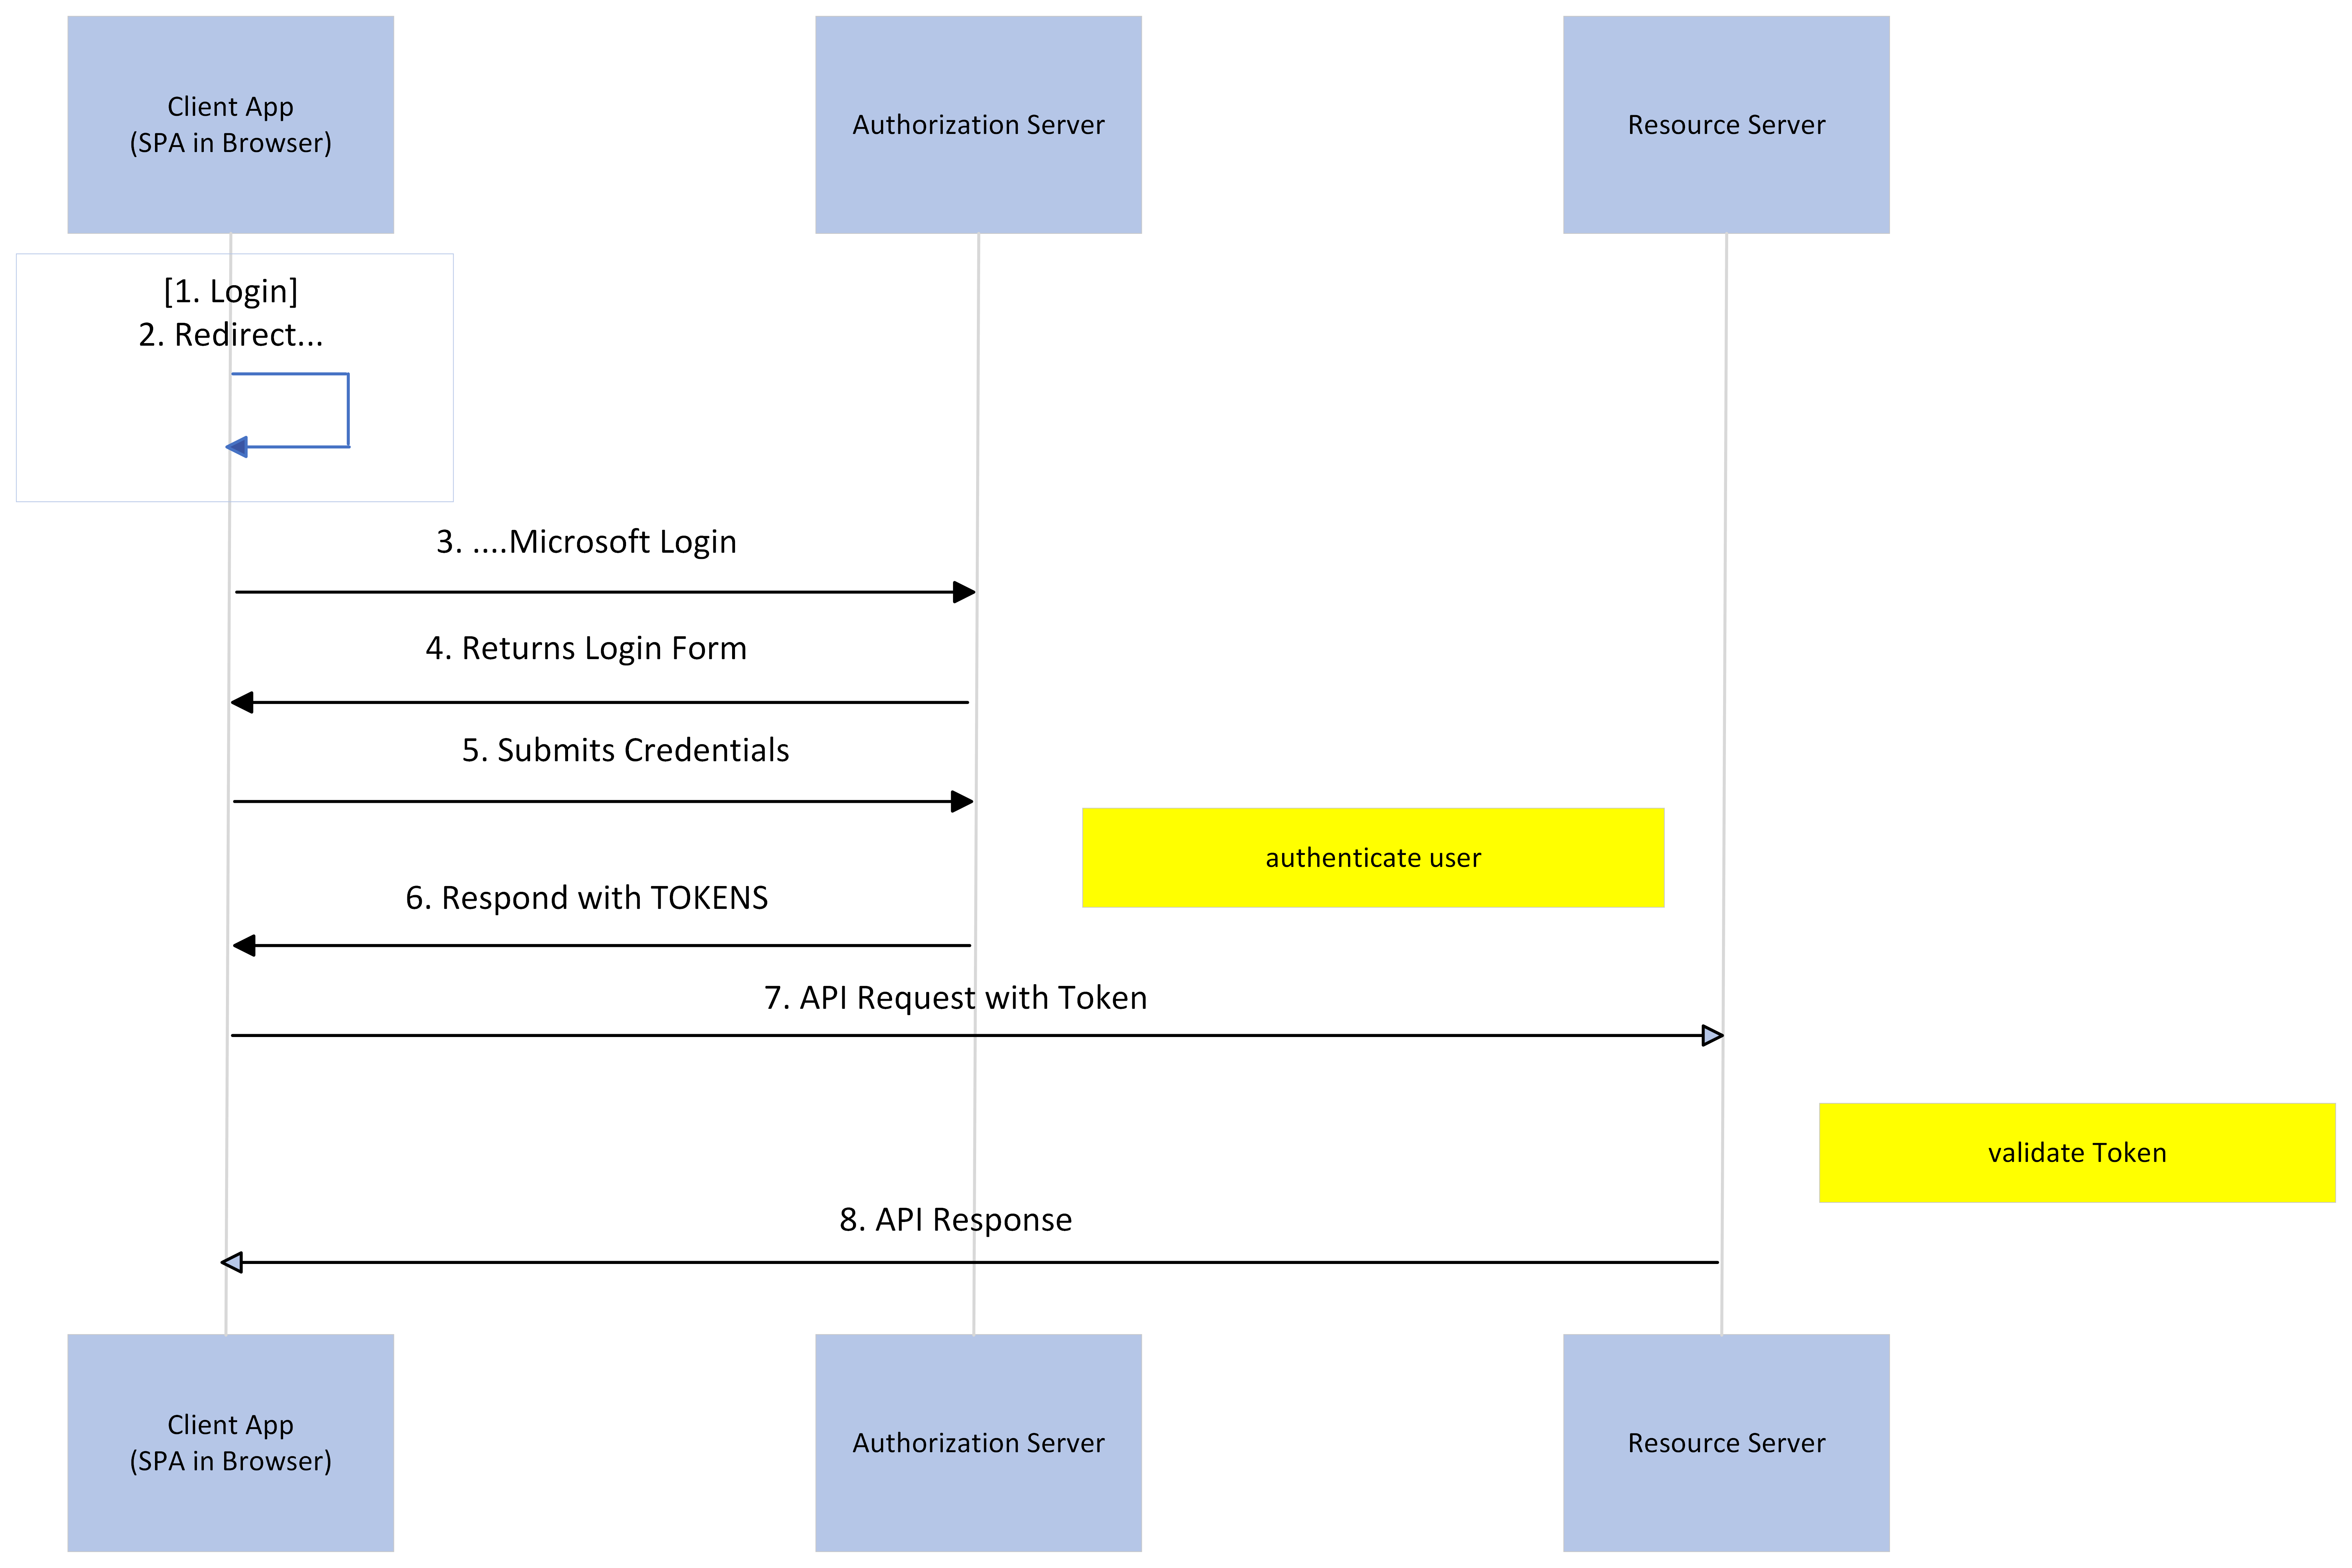 Client App
(SPA in Browser)
Authorization Server
Resource Server
[1. Login]
2. Redirect...
3. ....Microsoft Login
4. Returns Login Form
5. Submits Credentials
authenticate user
6. Respond with TOKENS
7. API Request with Token
validate Token
8. API Response
Client App
(SPA in Browser)
Authorization Server
Resource Server